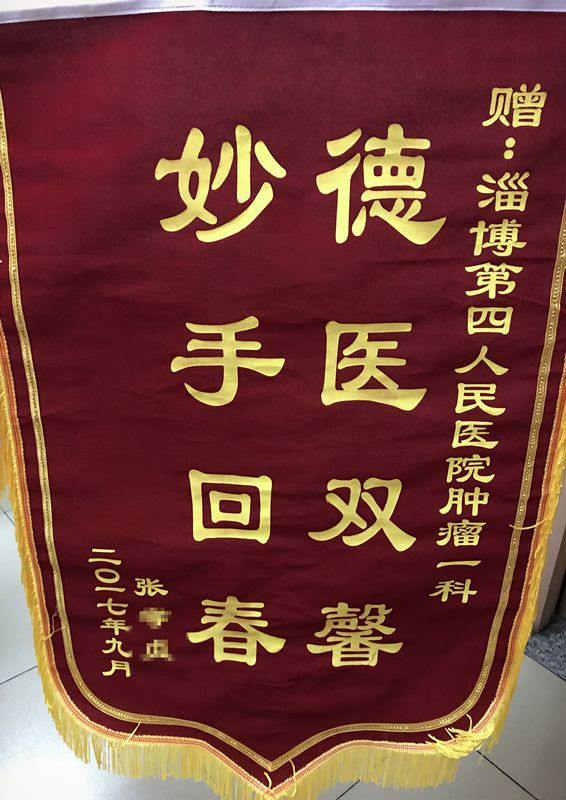 赠：淄博第四人民医院肿瘤一科
德医双馨
妙手回春
张
二〇一七年九月